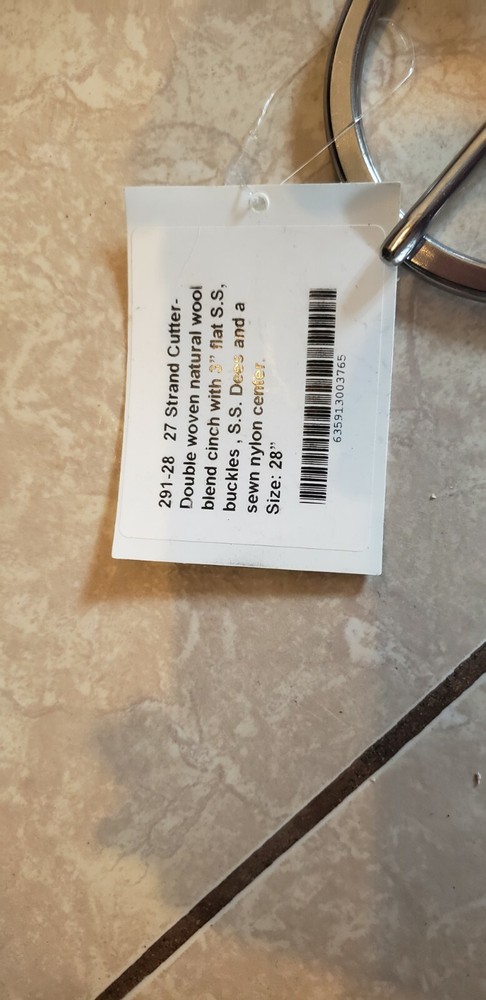 291-28 27 Strand Cutter-
Double woven natural wool
blend cinch with 3” flat S.S,
buckles , S.S. Dees and a
sewn nylon center.
Size: 28”
635913003765